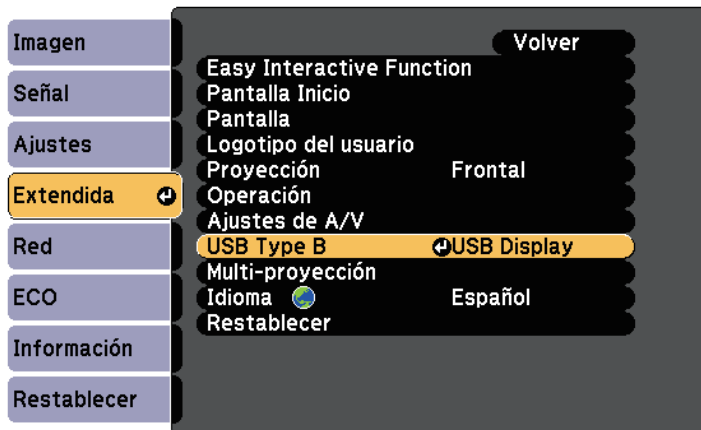 Imagen
Señal
Ajustes
Extendida
Red
ECO
Información
Restablecer
Volver
Easy Interactive Function
Pantalla Inicio
Pantalla
Logotipo del usuario
Proyección Frontal
Operación
Ajustes de A/V
USB Type B USB Display
Multi-proyección
Idioma Español
Restablecer